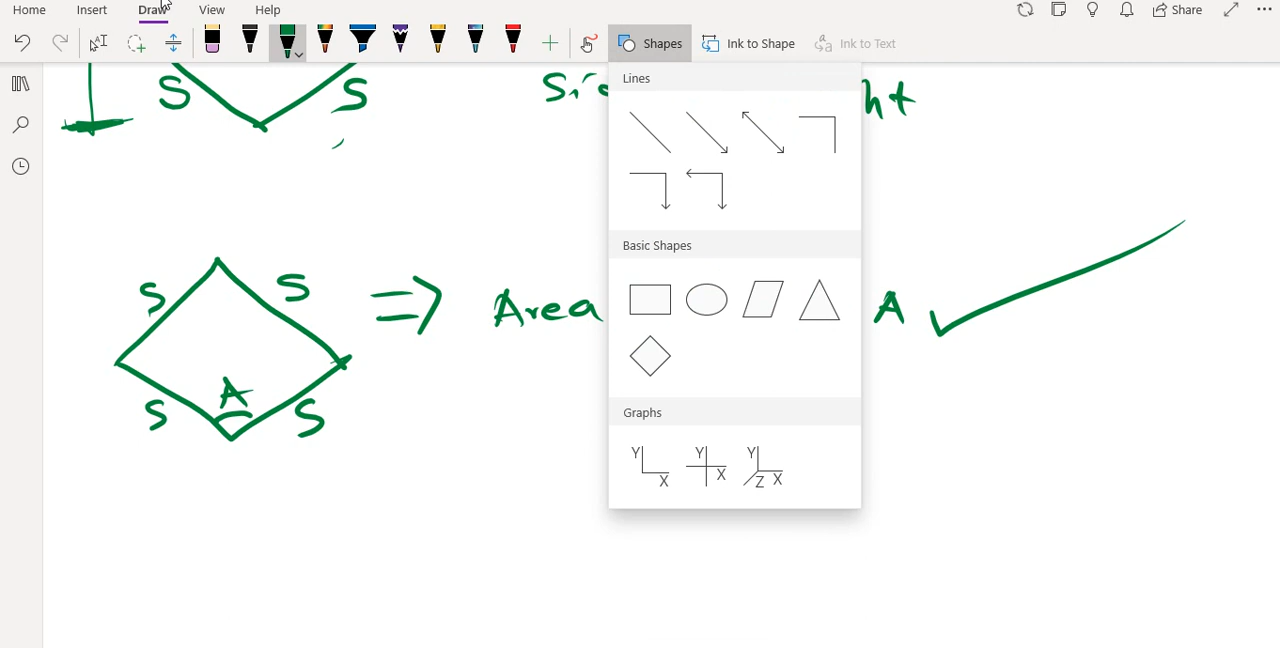 Home Insert Draw View Help
Share
Shapes Ink to Shape Ink to Text
Lines
S S
ht
S S
Basic Shapes
=> Area A
A
S S
Graphs
Y X Y X Y Z X